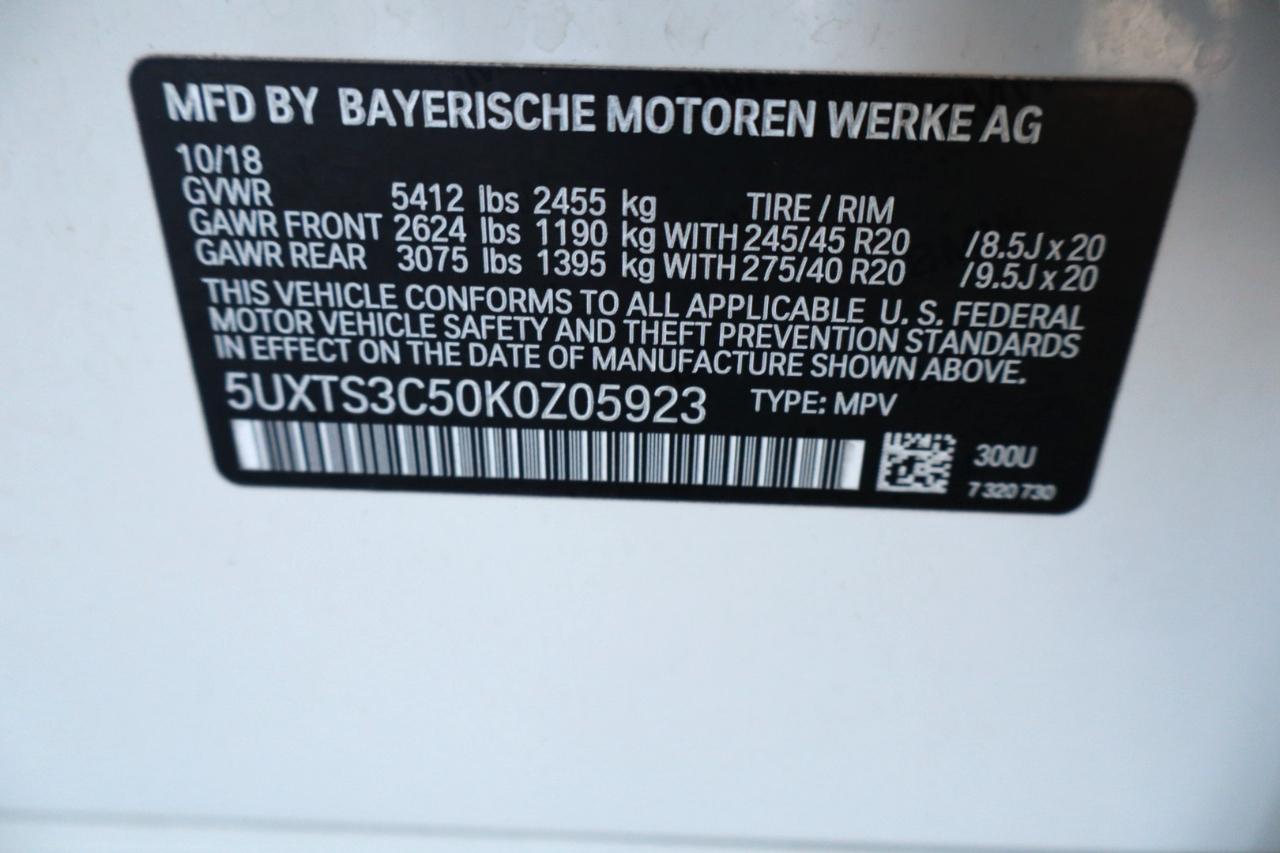 MFD BY BAYERISCHE MOTOREN WERKE AG
10/18
GVWR 5412 lbs 2455 kg TIRE / RIM
GAWR FRONT 2624 lbs 1190 kg WITH 245/45 R20 /8.5J x 20
GAWR REAR 3075 lbs 1395 kg WITH 275/40 R20 /9.5J x 20
THIS VEHICLE CONFORMS TO ALL APPLICABLE U. S. FEDERAL
MOTOR VEHICLE SAFETY AND THEFT PREVENTION STANDARDS
IN EFFECT ON THE DATE OF MANUFACTURE SHOWN ABOVE.
5UXTS3C50K0Z05923 TYPE: MPV
300U
7 320 730